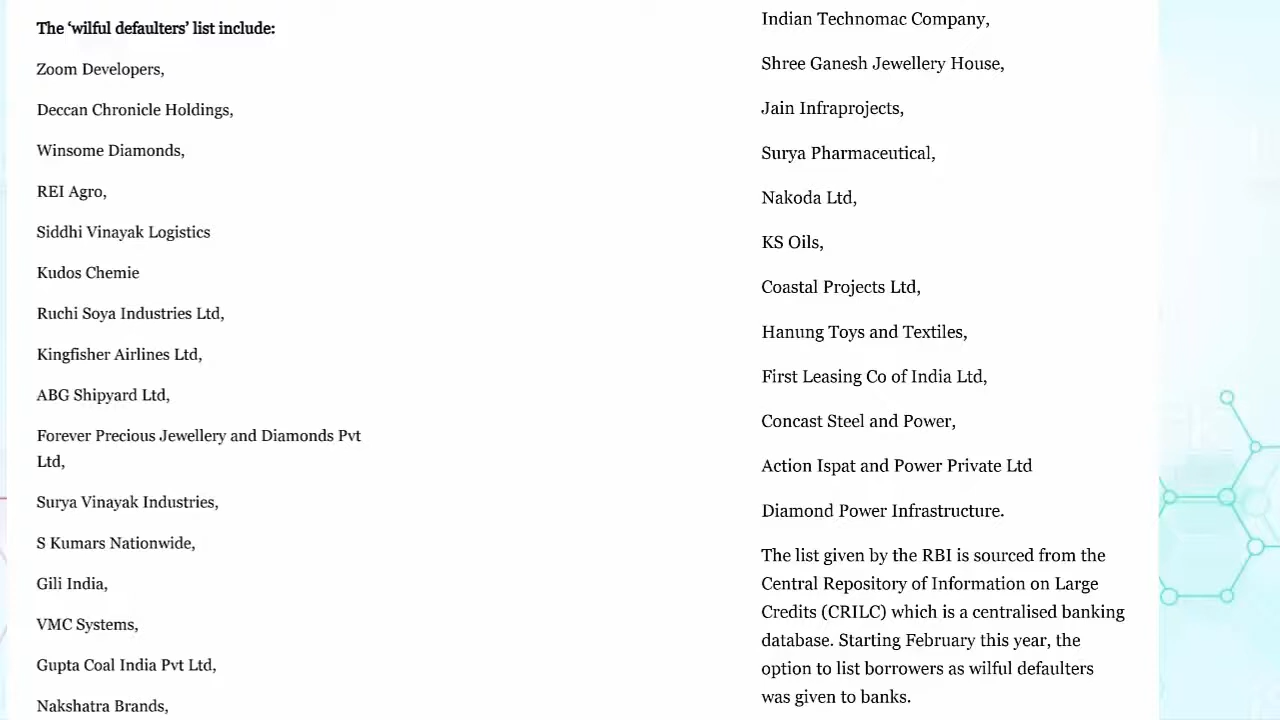 The ‘wilful defaulters’ list include:
Zoom Developers,
Deccan Chronicle Holdings,
Winsome Diamonds,
REI Agro,
Siddhi Vinayak Logistics
Kudos Chemie
Ruchi Soya Industries Ltd,
Kingfisher Airlines Ltd,
ABG Shipyard Ltd,
Forever Precious Jewellery and Diamonds Pvt
Ltd,
Surya Vinayak Industries,
S Kumars Nationwide,
Gili India,
VMC Systems,
Gupta Coal India Pvt Ltd,
Nakshatra Brands,
Indian Technomac Company,
Shree Ganesh Jewellery House,
Jain Infraprojects,
Surya Pharmaceutical,
Nakoda Ltd,
KS Oils,
Coastal Projects Ltd,
Hanung Toys and Textiles,
First Leasing Co of India Ltd,
Concast Steel and Power,
Action Ispat and Power Private Ltd
Diamond Power Infrastructure.
The list given by the RBI is sourced from the
Central Repository of Information on Large
Credits (CRILC) which is a centralised banking
database. Starting February this year, the
option to list borrowers as wilful defaulters
was given to banks.